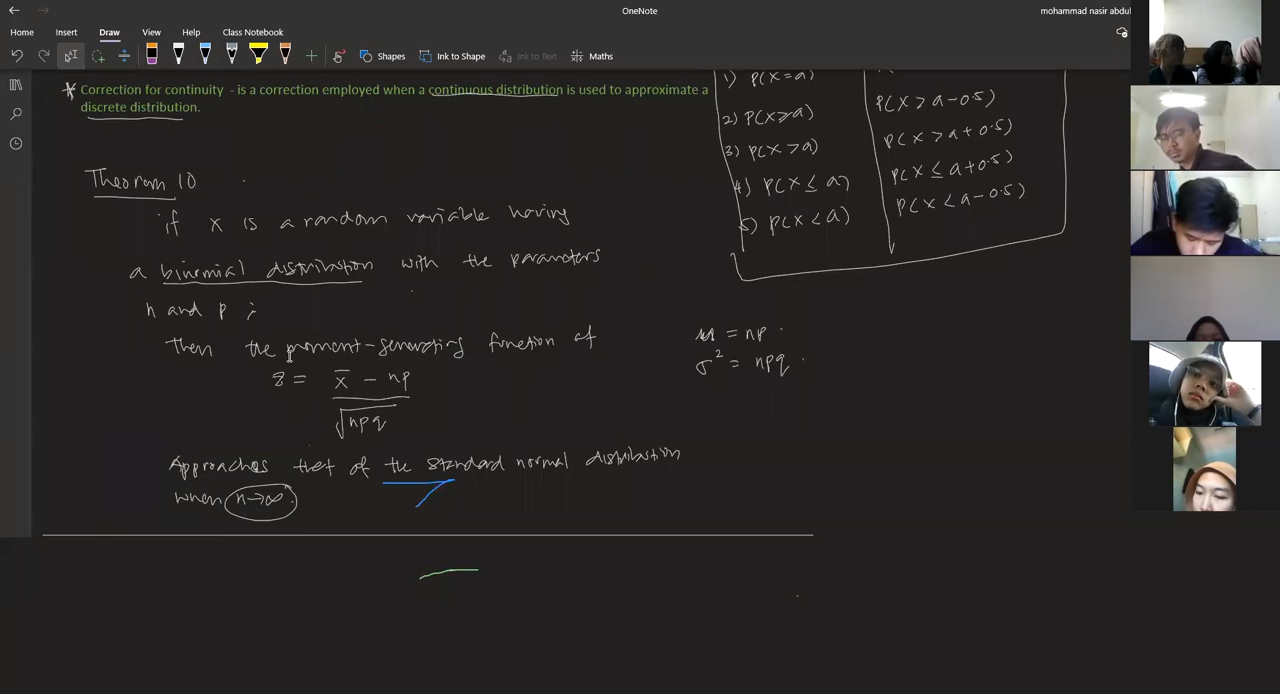 OneNote
mohammad nasir abdul
Home Insert Draw View Help Class Notebook
Shapes Ink to Shape Ink to Text Maths
Correction for continuity - is a correction employed when a continuous distribution is used to approximate a
discrete distribution.
Theorem 10
if x is a random variable having
a binomial distribution with the parameters
n and p ;
then the moment-generating function of
z = x̄ - np
√npq
Approaches that of the standard normal distribution
when n→∞.
1) P(X=a)
2) P(X≥a) P(X > a-0.5)
3) P(X>a) P(X > a+0.5)
4) P(X ≤ a) P(X ≤ a+0.5)
5) P(X < a) P(X < a-0.5)
μ = np
σ² = npq